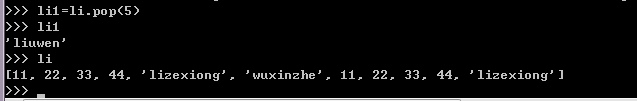 >>> li1=li.pop(5)
>>> li1
'liuwen'
>>> li
[11, 22, 33, 44, 'lizexiong', 'wuxinzhe', 11, 22, 33, 44, 'lizexiong']
>>> _